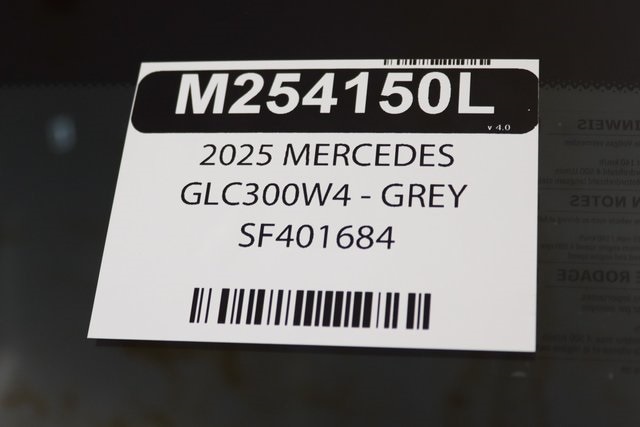 M254150L
v 4.0
2025 MERCEDES
GLC300W4 - GREY
SF401684